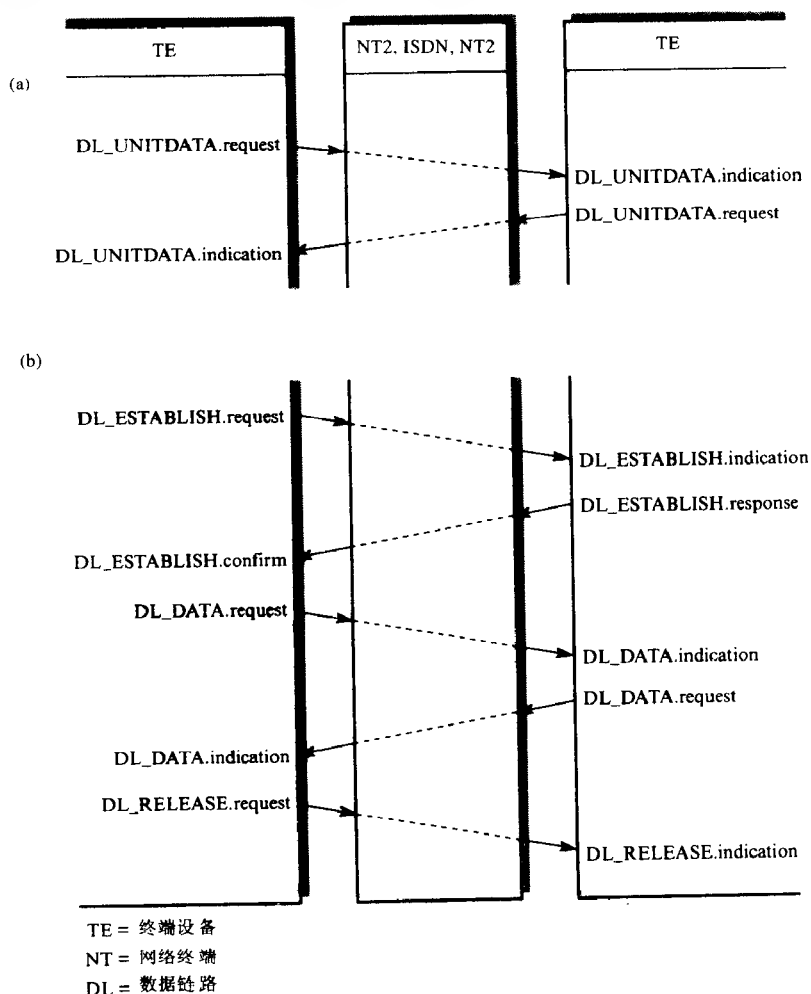 TE
NT2, ISDN, NT2
TE
(a)
DL_UNITDATA.request
DL_UNITDATA.indication
DL_UNITDATA.request
DL_UNITDATA.indication
(b)
DL_ESTABLISH.request
DL_ESTABLISH.indication
DL_ESTABLISH.response
DL_ESTABLISH.confirm
DL_DATA.request
DL_DATA.indication
DL_DATA.request
DL_DATA.indication
DL_RELEASE.request
DL_RELEASE.indication
TE = 终端设备
NT = 网络终端
DL = 数据链路